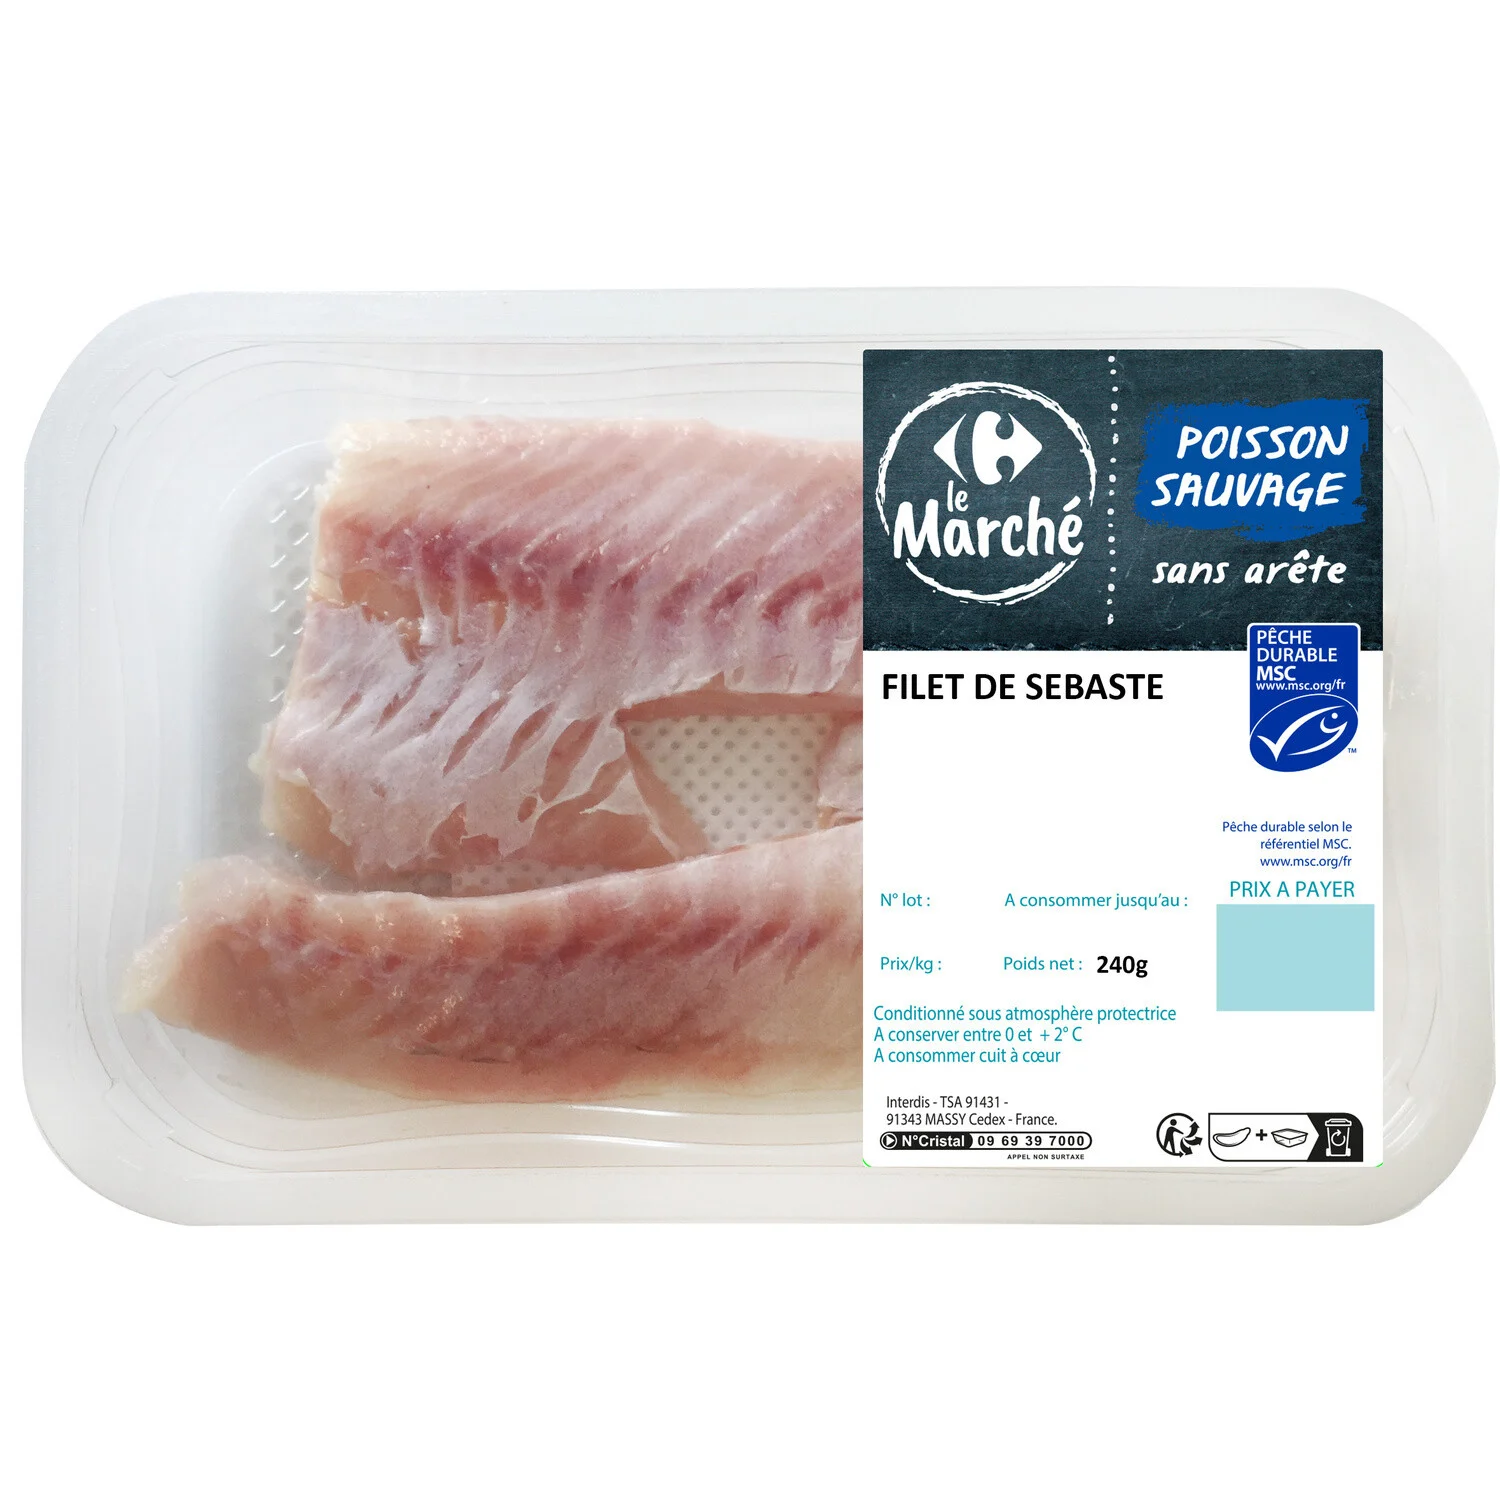 le
Marché
POISSON
SAUVAGE
sans arête
PÊCHE
DURABLE
MSC
www.msc.org/fr
TM
FILET DE SEBASTE
Pêche durable selon le
référentiel MSC.
www.msc.org/fr
N° lot :
A consommer jusqu'au :
PRIX A PAYER
Prix/kg :
Poids net : 240g
Conditionné sous atmosphère protectrice
A conserver entre 0 et + 2° C
A consommer cuit à cœur
Interdis - TSA 91431 -
91343 MASSY Cedex - France.
N°Cristal 09 69 39 7000
APPEL NON SURTAXE
+